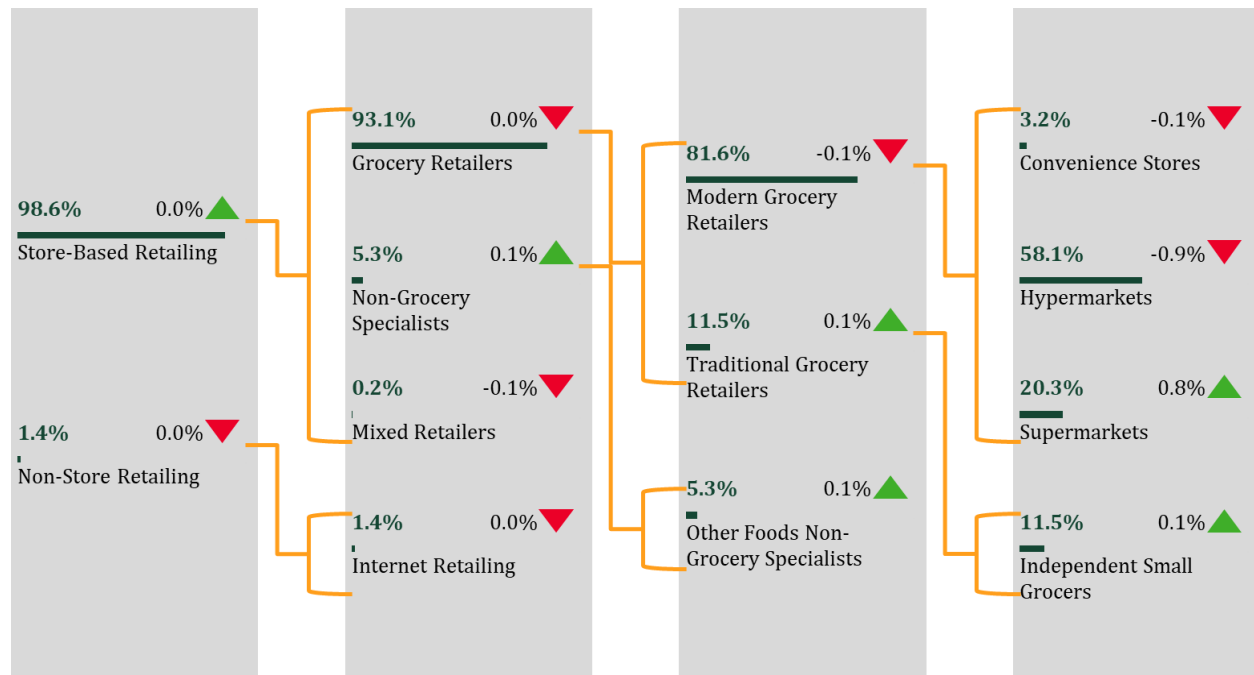 98.6% 0.0%
Store-Based Retailing
1.4% 0.0%
Non-Store Retailing
93.1% 0.0%
Grocery Retailers
5.3% 0.1%
Non-Grocery
Specialists
0.2% -0.1%
Mixed Retailers
1.4% 0.0%
Internet Retailing
81.6% -0.1%
Modern Grocery
Retailers
11.5% 0.1%
Traditional Grocery
Retailers
5.3% 0.1%
Other Foods Non-
Grocery Specialists
3.2% -0.1%
Convenience Stores
58.1% -0.9%
Hypermarkets
20.3% 0.8%
Supermarkets
11.5% 0.1%
Independent Small
Grocers